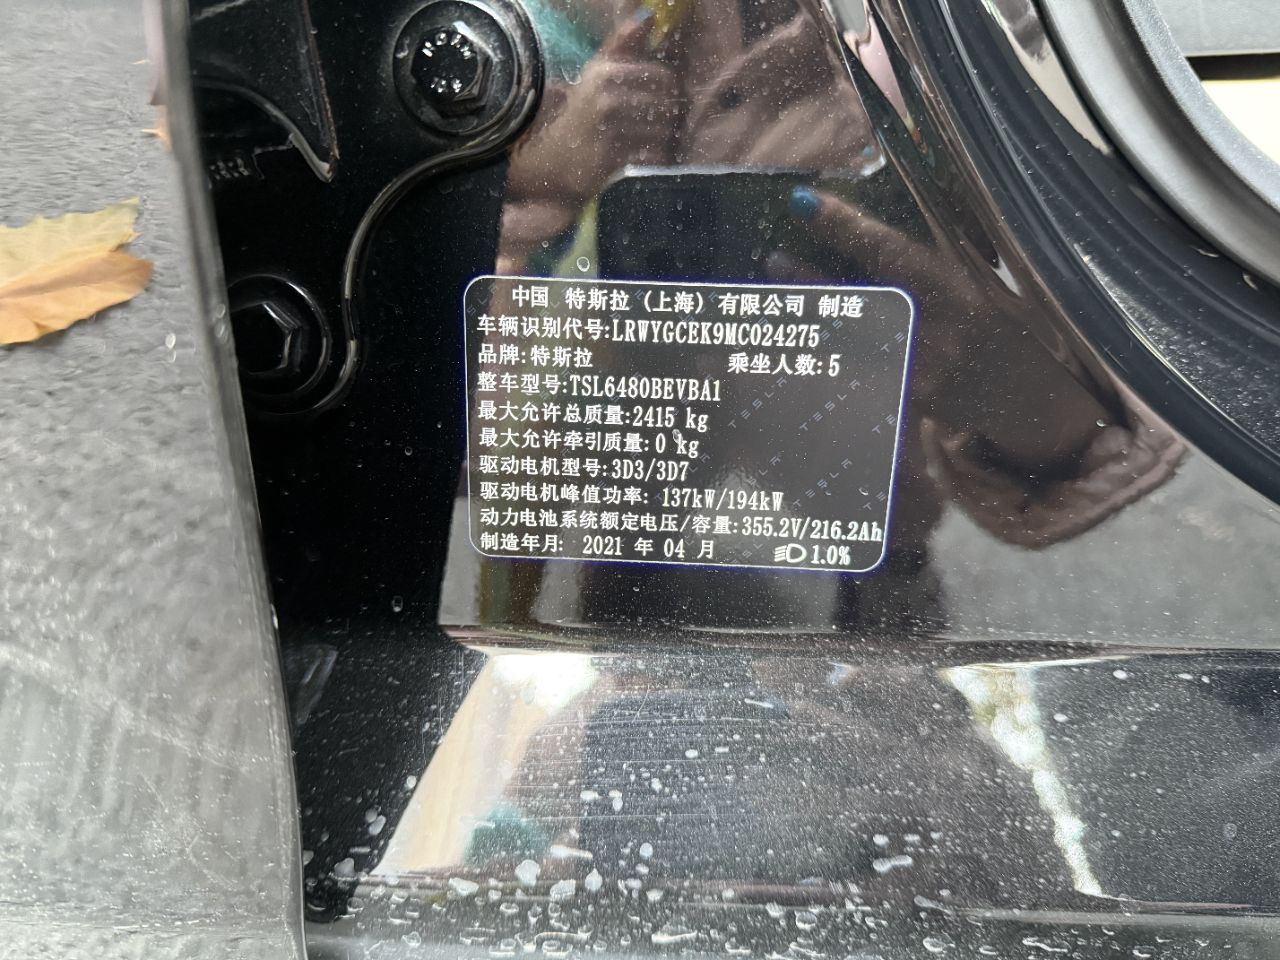 中国 特斯拉 (上海) 有限公司 制造
车辆识别代号:LRWYGCEK9MC024275
品牌:特斯拉 乘坐人数:5
整车型号:TSL6480BEVBA1
最大允许总质量:2415 kg
最大允许牵引质量: 0 kg
驱动电机型号:3D3/3D7
驱动电机峰值功率: 137kW/194kW
动力电池系统额定电压/容量:355.2V/216.2Ah
制造年月: 2021 年 04 月 1.0%